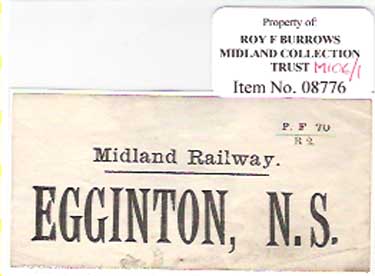 Property of:
ROY F BURROWS
MIDLAND COLLECTION
TRUST M106/1
Item No. 08776
P. F 70
R 2
Midland Railway.
EGGINTON, N. S.